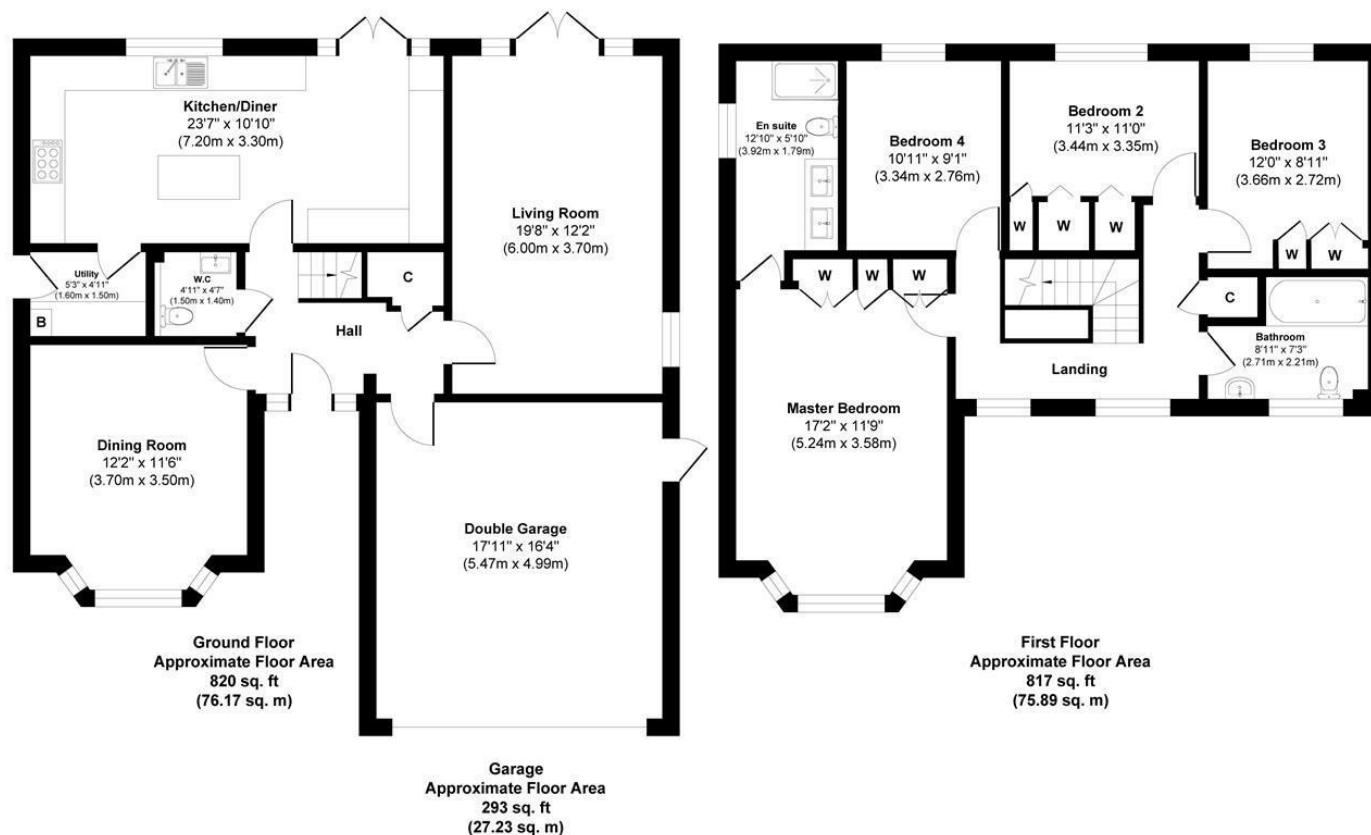 Kitchen/Diner
23'7" x 10'10"
(7.20m x 3.30m)
Living Room
19'8" x 12'2"
(6.00m x 3.70m)
Utility
5'3" x 4'11"
(1.60m x 1.50m)
B
W.C
4'11" x 4'7"
(1.50m x 1.40m)
C
Hall
Dining Room
12'2" x 11'6"
(3.70m x 3.50m)
Double Garage
17'11" x 16'4"
(5.47m x 4.99m)
Ground Floor
Approximate Floor Area
820 sq. ft
(76.17 sq. m)
Garage
Approximate Floor Area
293 sq. ft
(27.23 sq. m)
En suite
12'10" x 5'10"
(3.92m x 1.79m)
Bedroom 4
10'11" x 9'1"
(3.34m x 2.76m)
Bedroom 2
11'3" x 11'0"
(3.44m x 3.35m)
Bedroom 3
12'0" x 8'11"
(3.66m x 2.72m)
W
W
W
W
W
W
W
W
C
Bathroom
8'11" x 7'3"
(2.71m x 2.21m)
Landing
Master Bedroom
17'2" x 11'9"
(5.24m x 3.58m)
First Floor
Approximate Floor Area
817 sq. ft
(75.89 sq. m)